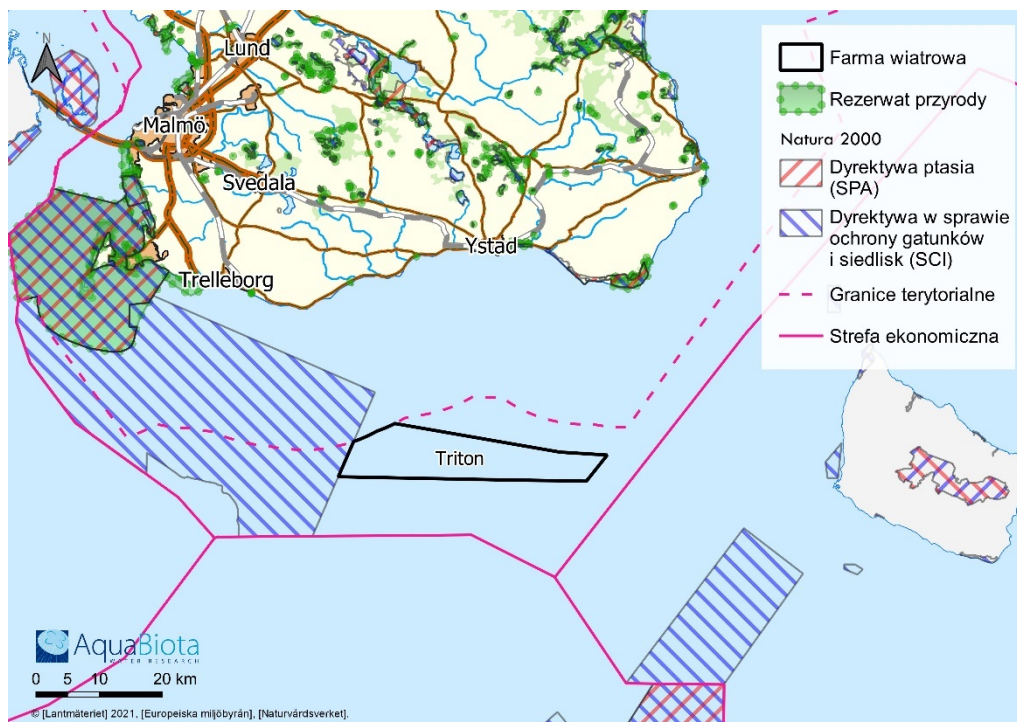 N
Lund
Malmö
Svedala
Ystad
Trelleborg
Triton
Farma wiatrowa
Rezerwat przyrody
Natura 2000
Dyrektywa ptasia
(SPA)
Dyrektywa w sprawie
ochrony gatunków
i siedlisk (SCI)
Granice terytorialne
Strefa ekonomiczna
AquaBiota
WATER RESEARCH
0 5 10 20 km
© [Lantmäteriet] 2021, [Europeiska miljöbyrån], [Naturvårdsverket].